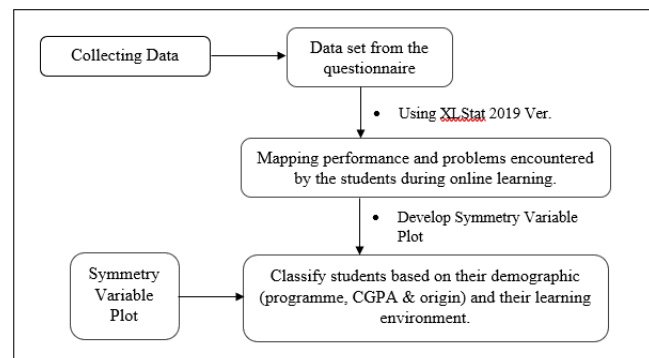 Collecting Data
Data set from the
questionnaire
• Using XLStat 2019 Ver.
Mapping performance and problems encountered
by the students during online learning.
• Develop Symmetry Variable
Plot
Symmetry
Variable
Plot
Classify students based on their demographic
(programme, CGPA & origin) and their learning
environment.